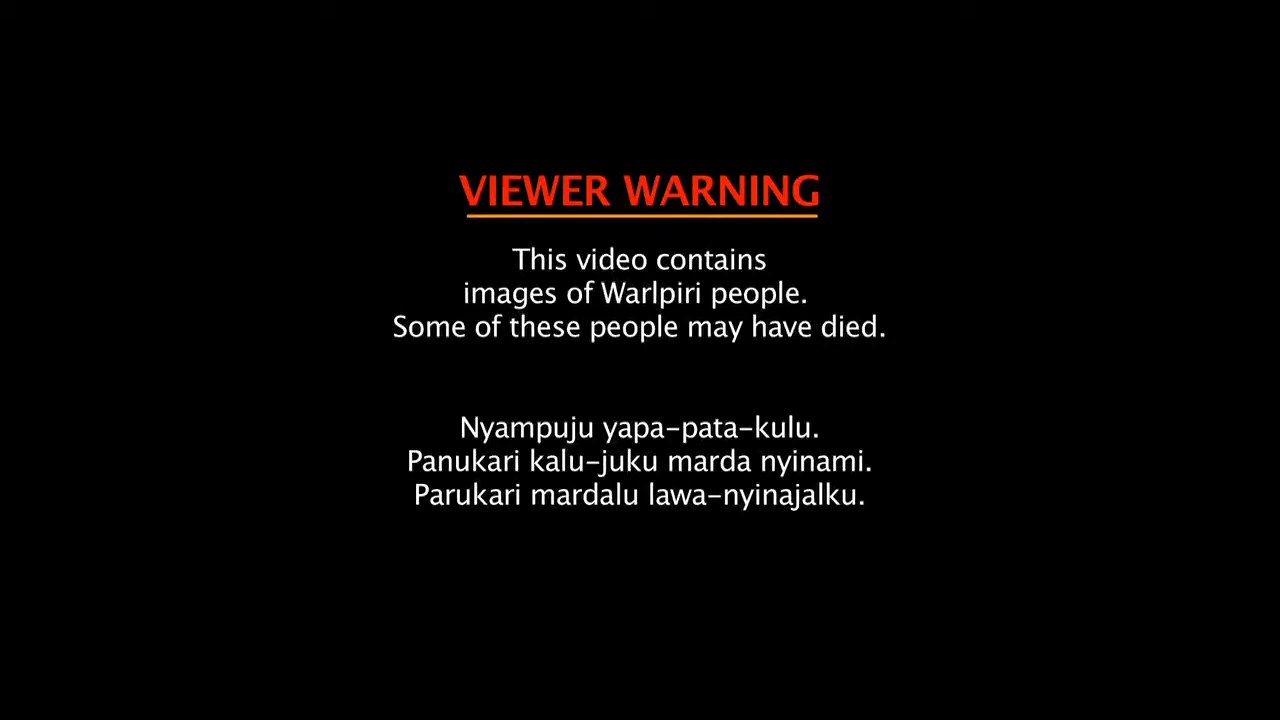 VIEWER WARNING
This video contains
images of Warlpiri people.
Some of these people may have died.
Nyampuju yapa-pata-kulu.
Panukari kalu-juku marda nyinami.
Parukari mardalu lawa-nyinajalku.